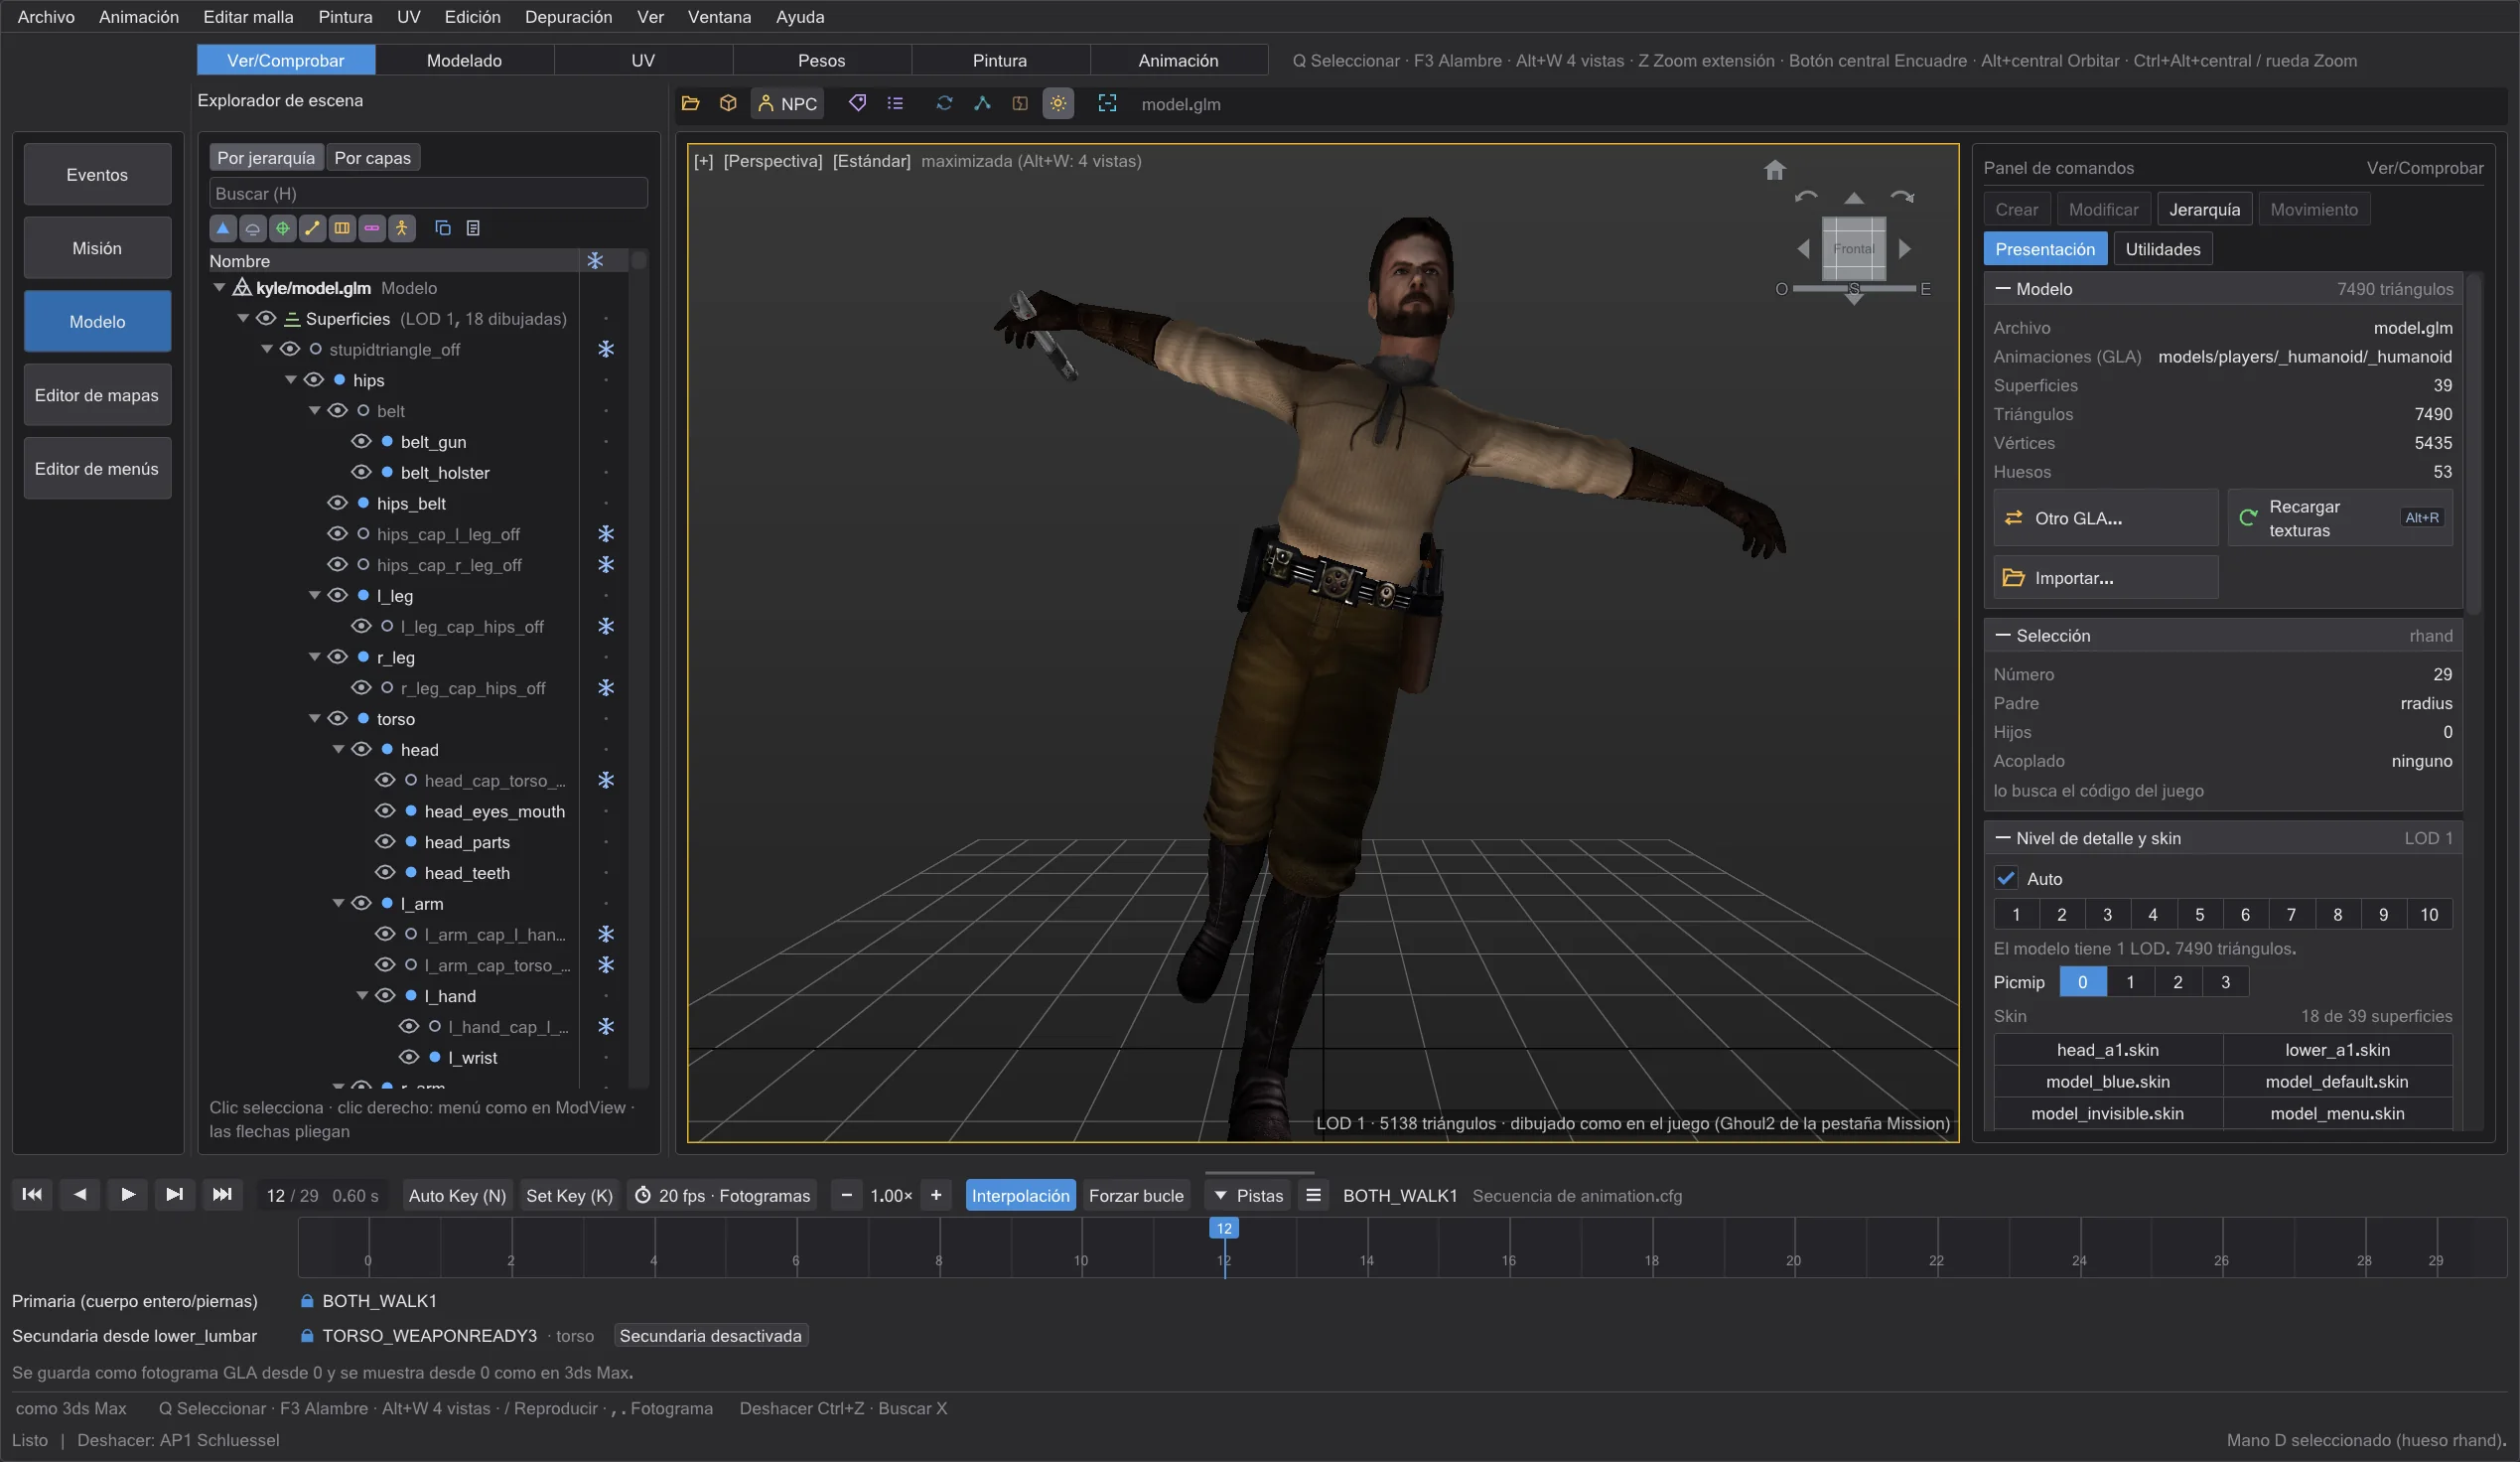 Archivo Animación Editar malla Pintura UV Edición Depuración Ver Ventana Ayuda
Ver/Comprobar Modelado UV Pesos Pintura Animación Q Seleccionar · F3 Alambre · Alt+W 4 vistas · Z Zoom extensión · Botón central Encuadre · Alt+central Orbitar · Ctrl+Alt+central / rueda Zoom
Explorador de escena
NPC model.glm
Eventos
Misión
Modelo
Editor de mapas
Editor de menús
Por jerarquía Por capas
Buscar (H)
Nombre
kyle/model.glm Modelo
Superficies (LOD 1, 18 dibujadas)
stupidtriangle_off
hips
belt
belt_gun
belt_holster
hips_belt
hips_cap_l_leg_off
hips_cap_r_leg_off
l_leg
l_leg_cap_hips_off
r_leg
r_leg_cap_hips_off
torso
head
head_cap_torso_...
head_eyes_mouth
head_parts
head_teeth
l_arm
l_arm_cap_l_han...
l_arm_cap_torso_...
l_hand
l_hand_cap_l_...
l_wrist
r_arm
Clic selecciona · clic derecho: menú como en ModView ·
las flechas pliegan
[+] [Perspectiva] [Estándar] maximizada (Alt+W: 4 vistas)
Frontal
O S E
LOD 1 · 5138 triángulos · dibujado como en el juego (Ghoul2 de la pestaña Mission)
Panel de comandos Ver/Comprobar
Crear Modificar Jerarquía Movimiento
Presentación Utilidades
Modelo 7490 triángulos
Archivo model.glm
Animaciones (GLA) models/players/_humanoid/_humanoid
Superficies 39
Triángulos 7490
Vértices 5435
Huesos 53
Otro GLA...
Recargar texturas Alt+R
Importar...
Selección rhand
Número 29
Padre rradius
Hijos 0
Acoplado ninguno
lo busca el código del juego
Nivel de detalle y skin LOD 1
Auto
1 2 3 4 5 6 7 8 9 10
El modelo tiene 1 LOD. 7490 triángulos.
Picmip 0 1 2 3
Skin 18 de 39 superficies
head_a1.skin lower_a1.skin
model_blue.skin model_default.skin
model_invisible.skin model_menu.skin
12 / 29 0.60 s Auto Key (N) Set Key (K) 20 fps · Fotogramas − 1.00× + Interpolación Forzar bucle Pistas BOTH_WALK1 Secuencia de animation.cfg
12
0 2 4 6 8 10 12 14 16 18 20 22 24 26 28 29
Primaria (cuerpo entero/piernas) BOTH_WALK1
Secundaria desde lower_lumbar TORSO_WEAPONREADY3 · torso Secundaria desactivada
Se guarda como fotograma GLA desde 0 y se muestra desde 0 como en 3ds Max.
como 3ds Max Q Seleccionar · F3 Alambre · Alt+W 4 vistas · / Reproducir · , . Fotograma Deshacer Ctrl+Z · Buscar X
Listo | Deshacer: AP1 Schluessel Mano D seleccionado (hueso rhand).